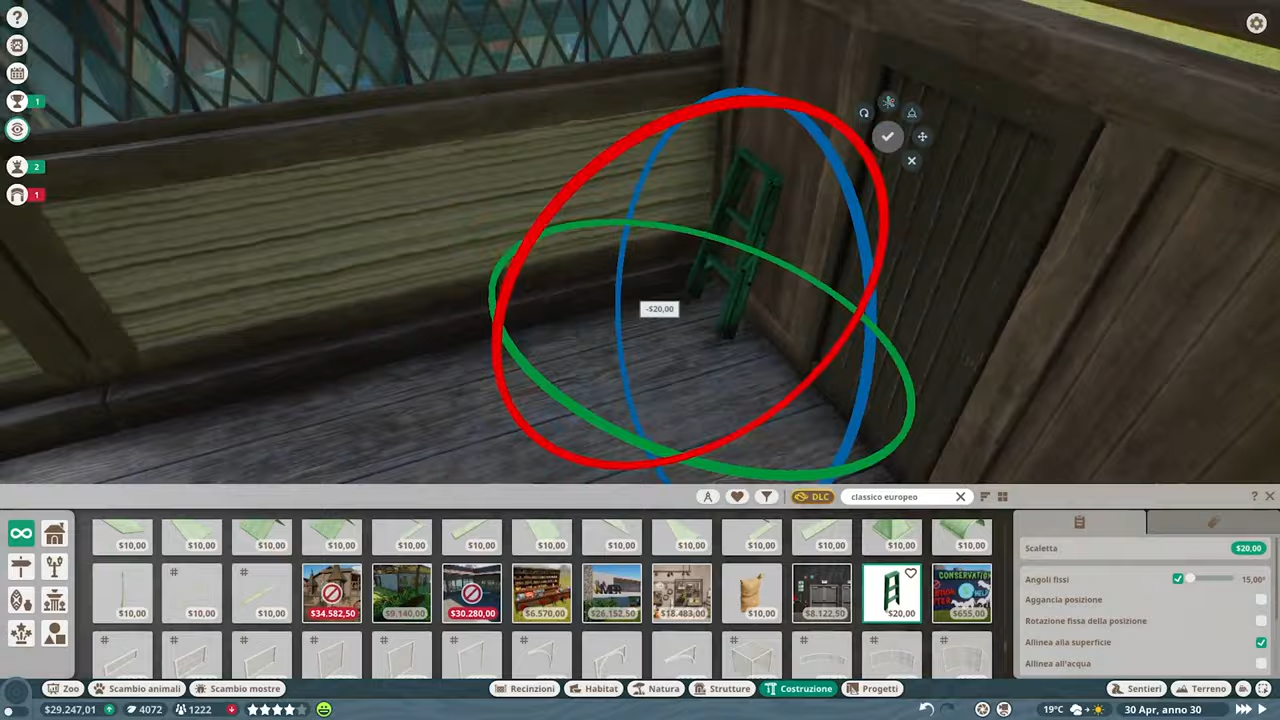 ?
1
2
1
-$20,00
DLC
classico europeo
?
$10,00 $10,00 $10,00 $10,00 $10,00 $10,00 $10,00 $10,00 $10,00 $10,00 $10,00 $10,00 $10,00
$10,00 $10,00 $10,00 $34.582,50 $9.140,00 $30.280,00 $6.570,00 $26.152,50 $18.483,00 $10,00 $8.122,50 $20,00 $655,00
Scaletta $20,00
Angoli fissi 15,00°
Aggancia posizione
Rotazione fissa della posizione
Allinea alla superficie
Allinea all'acqua
Zoo Scambio animali Scambio mostre Recinzioni Habitat Natura Strutture Costruzione Progetti Sentieri Terreno
$29.247,01 4072 1222 19°C 30 Apr, anno 30